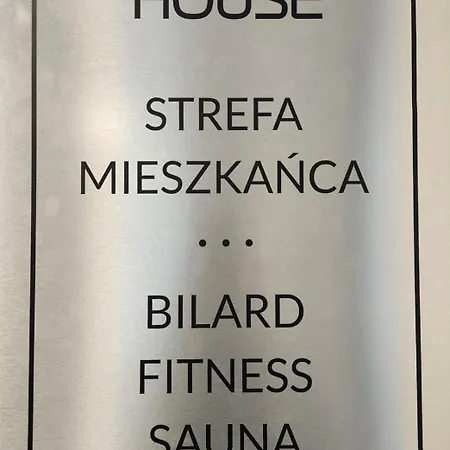 HOUSE
STREFA
MIESZKAŃCA
...
BILARD
FITNESS
SAUNA